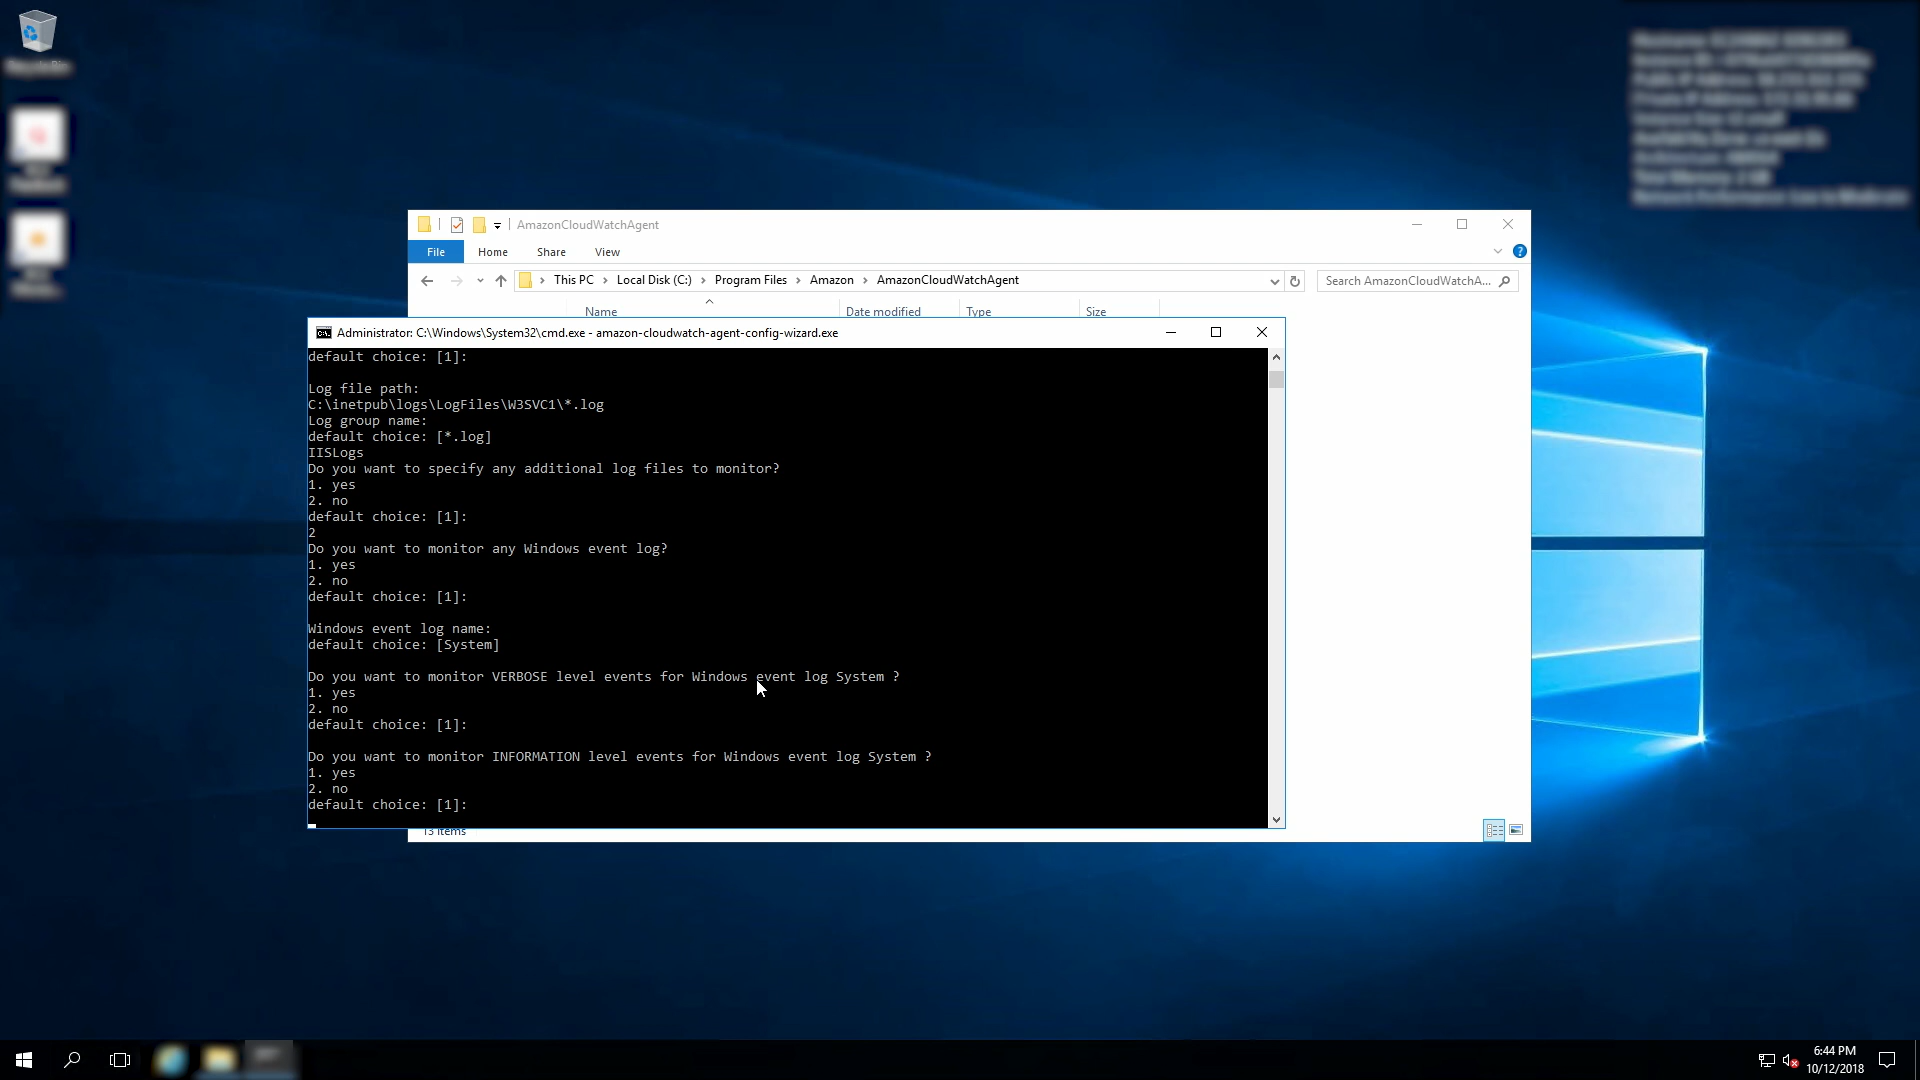 AmazonCloudWatchAgent
File Home Share View
This PC > Local Disk (C:) > Program Files > Amazon > AmazonCloudWatchAgent
Search AmazonCloudWatchA...
Name Date modified Type Size
Administrator: C:\Windows\System32\cmd.exe - amazon-cloudwatch-agent-config-wizard.exe
default choice: [1]:
Log file path:
C:\inetpub\logs\LogFiles\W3SVC1\*.log
Log group name:
default choice: [*.log]
IISLogs
Do you want to specify any additional log files to monitor?
1. yes
2. no
default choice: [1]:
2
Do you want to monitor any Windows event log?
1. yes
2. no
default choice: [1]:
Windows event log name:
default choice: [System]
Do you want to monitor VERBOSE level events for Windows event log System ?
1. yes
2. no
default choice: [1]:
Do you want to monitor INFORMATION level events for Windows event log System ?
1. yes
2. no
default choice: [1]:
13 items
6:44 PM
10/12/2018